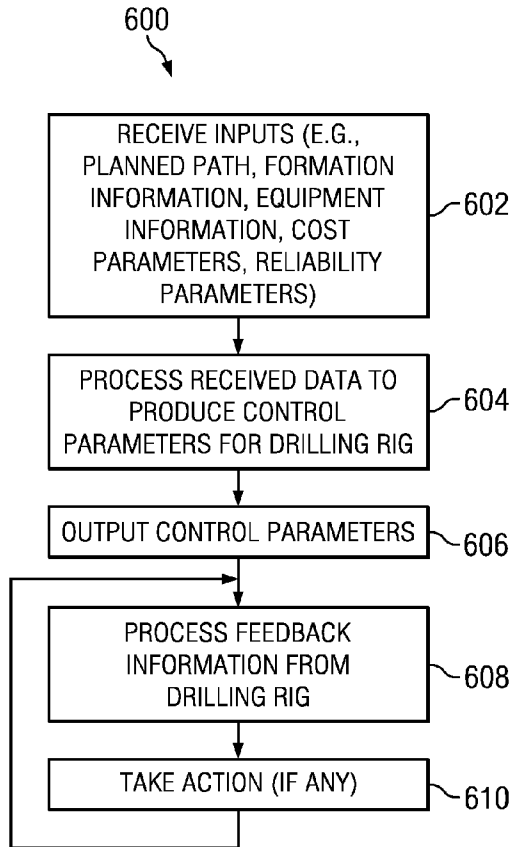 600
RECEIVE INPUTS (E.G.,
PLANNED PATH, FORMATION
INFORMATION, EQUIPMENT
INFORMATION, COST
PARAMETERS, RELIABILITY
PARAMETERS)
602
PROCESS RECEIVED DATA TO
PRODUCE CONTROL
PARAMETERS FOR DRILLING RIG
604
OUTPUT CONTROL PARAMETERS
606
PROCESS FEEDBACK
INFORMATION FROM
DRILLING RIG
608
TAKE ACTION (IF ANY)
610